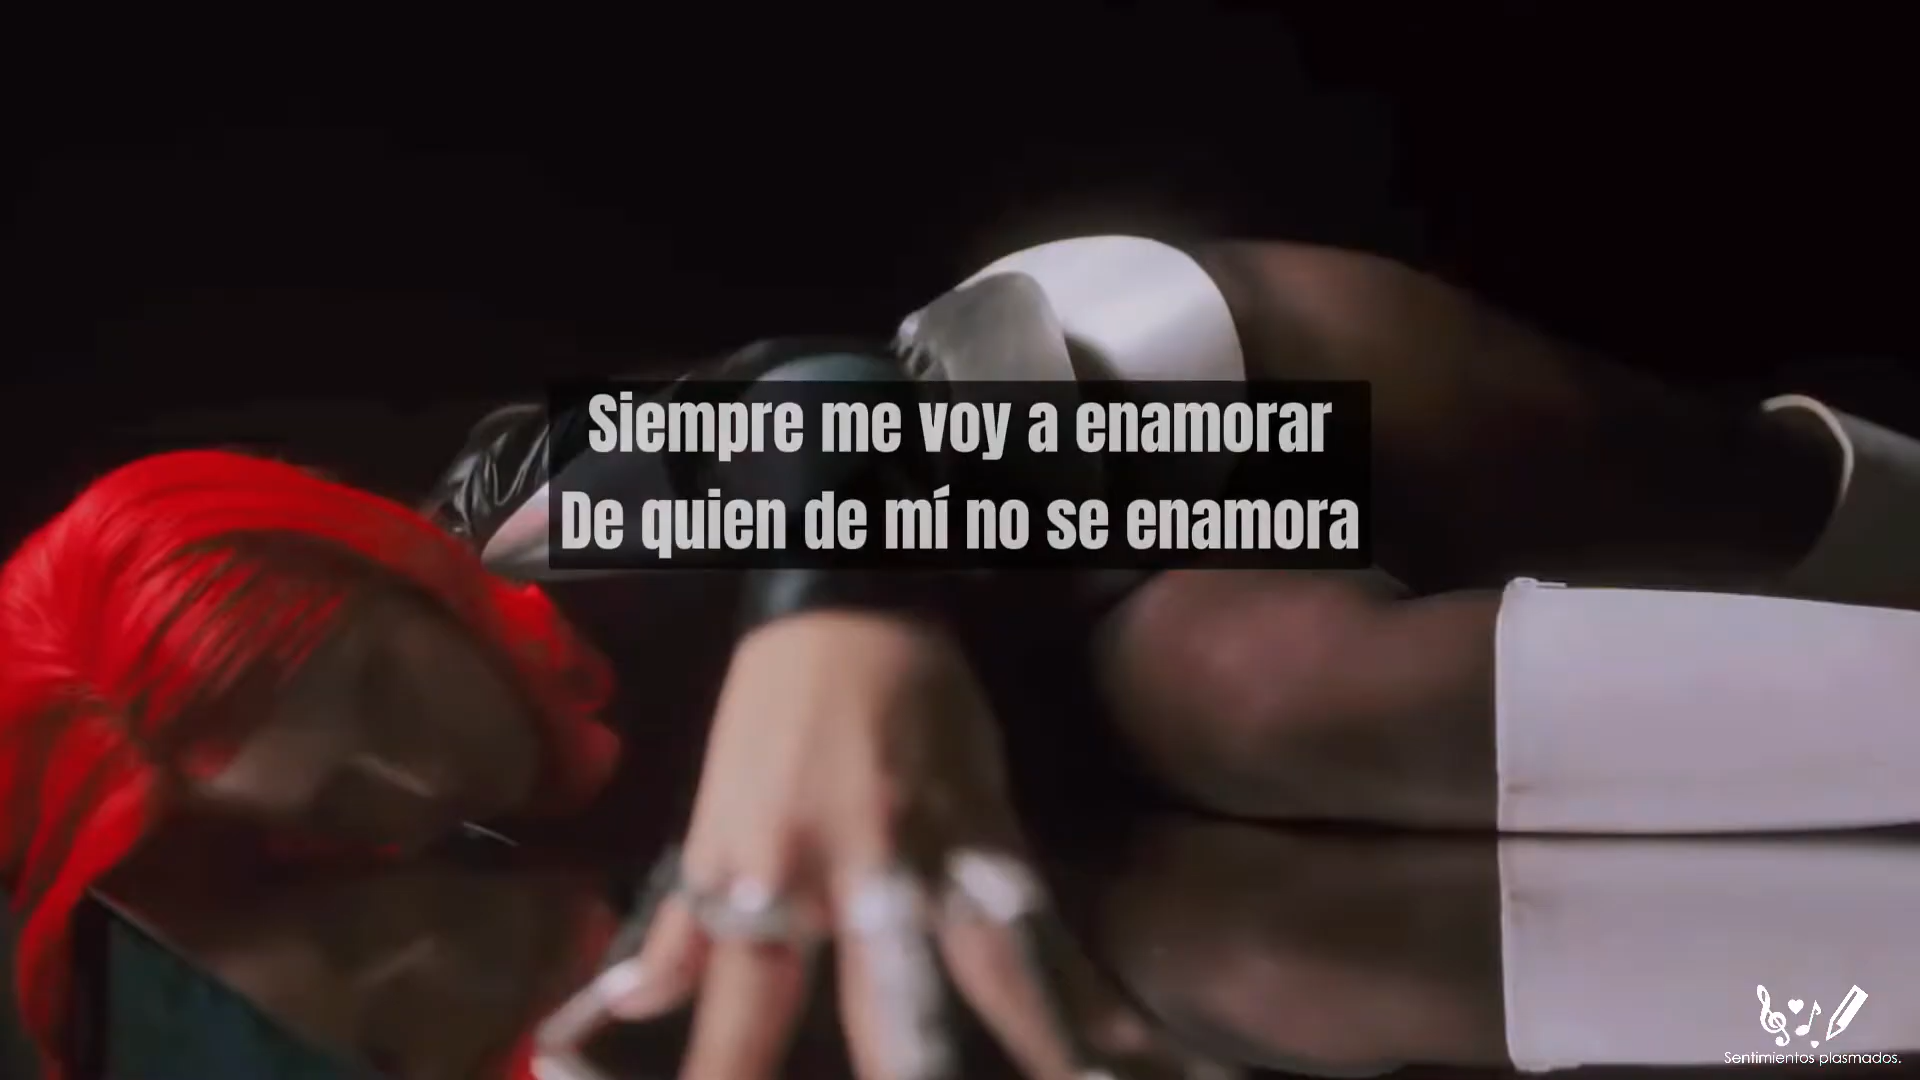 Siempre me voy a enamorar
De quien de mí no se enamora
Sentimientos plasmados.